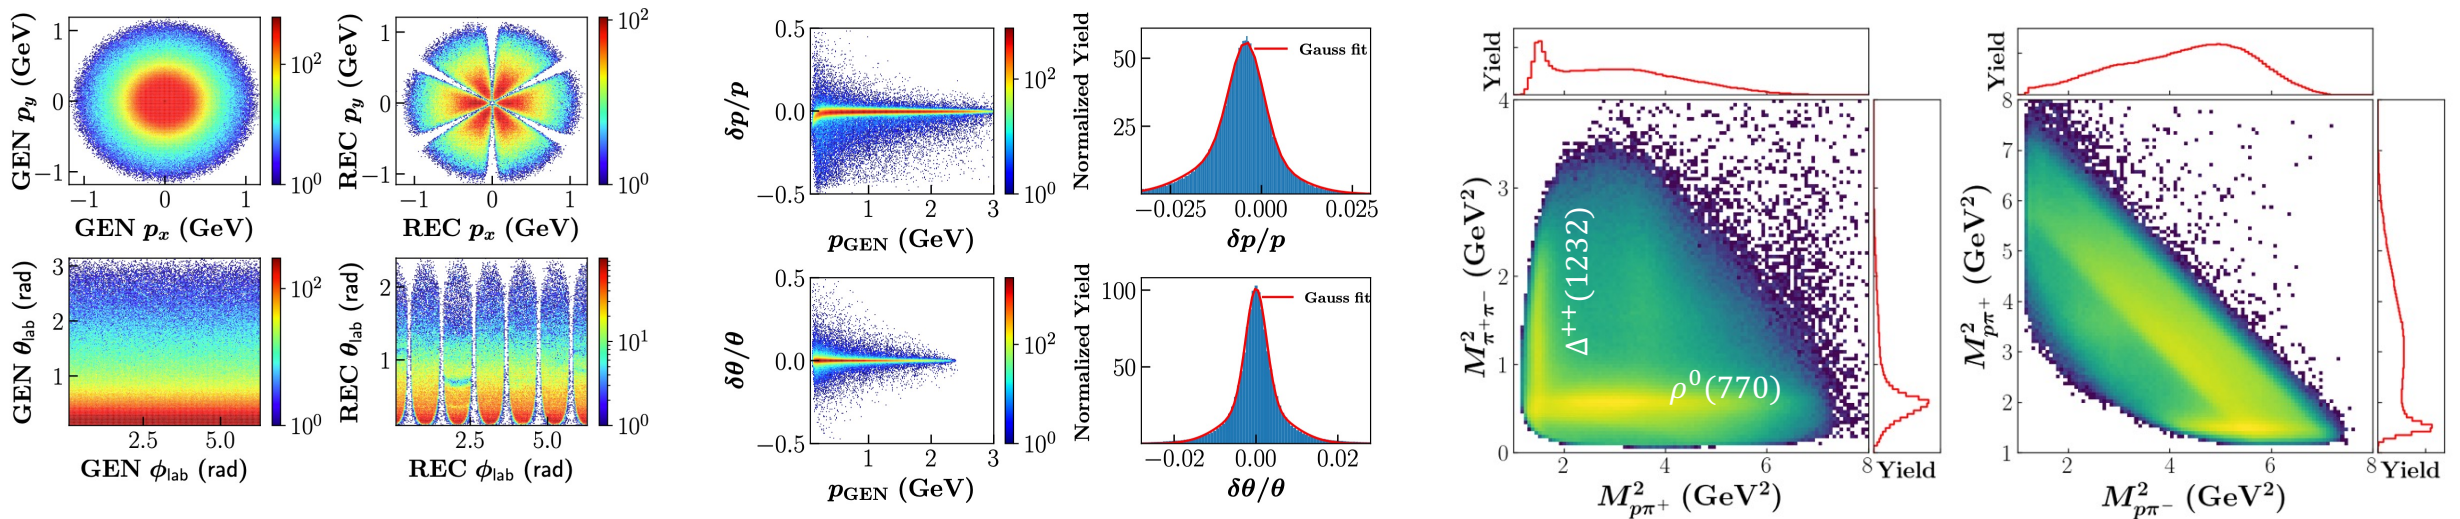 GEN p_y (GeV)
1
0
−1
−1
0
1
GEN p_x (GeV)
10^2
10^0
REC p_y (GeV)
1
0
−1
−1
0
1
REC p_x (GeV)
10^2
10^0
GEN θ_lab (rad)
3
2
1
2.5
5.0
GEN ϕ_lab (rad)
10^2
10^0
REC θ_lab (rad)
2
1
2.5
5.0
REC ϕ_lab (rad)
10^1
10^0
δp/p
0.5
0.0
−0.5
1
2
3
p_GEN (GeV)
10^2
10^0
Normalized Yield
50
25
Gauss fit
−0.025
0.000
0.025
δp/p
δθ/θ
0.5
0.0
−0.5
1
2
3
p_GEN (GeV)
10^2
10^0
Normalized Yield
100
50
Gauss fit
−0.02
0.00
0.02
δθ/θ
Yield
M²_π⁺π⁻ (GeV²)
4
3
2
1
0
Δ⁺⁺(1232)
ρ⁰(770)
2
4
6
8
Yield
M²_pπ⁺ (GeV²)
Yield
M²_pπ⁺ (GeV²)
8
7
6
5
4
3
2
1
2
4
6
8
Yield
M²_pπ⁻ (GeV²)